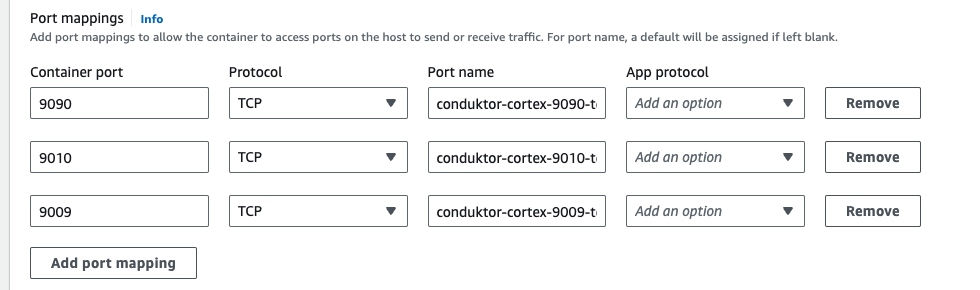 Port mappings Info
Add port mappings to allow the container to access ports on the host to send or receive traffic. For port name, a default will be assigned if left blank.
Container port Protocol Port name App protocol
9090 TCP conduktor-cortex-9090-t Add an option Remove
9010 TCP conduktor-cortex-9010-t Add an option Remove
9009 TCP conduktor-cortex-9009-t Add an option Remove
Add port mapping